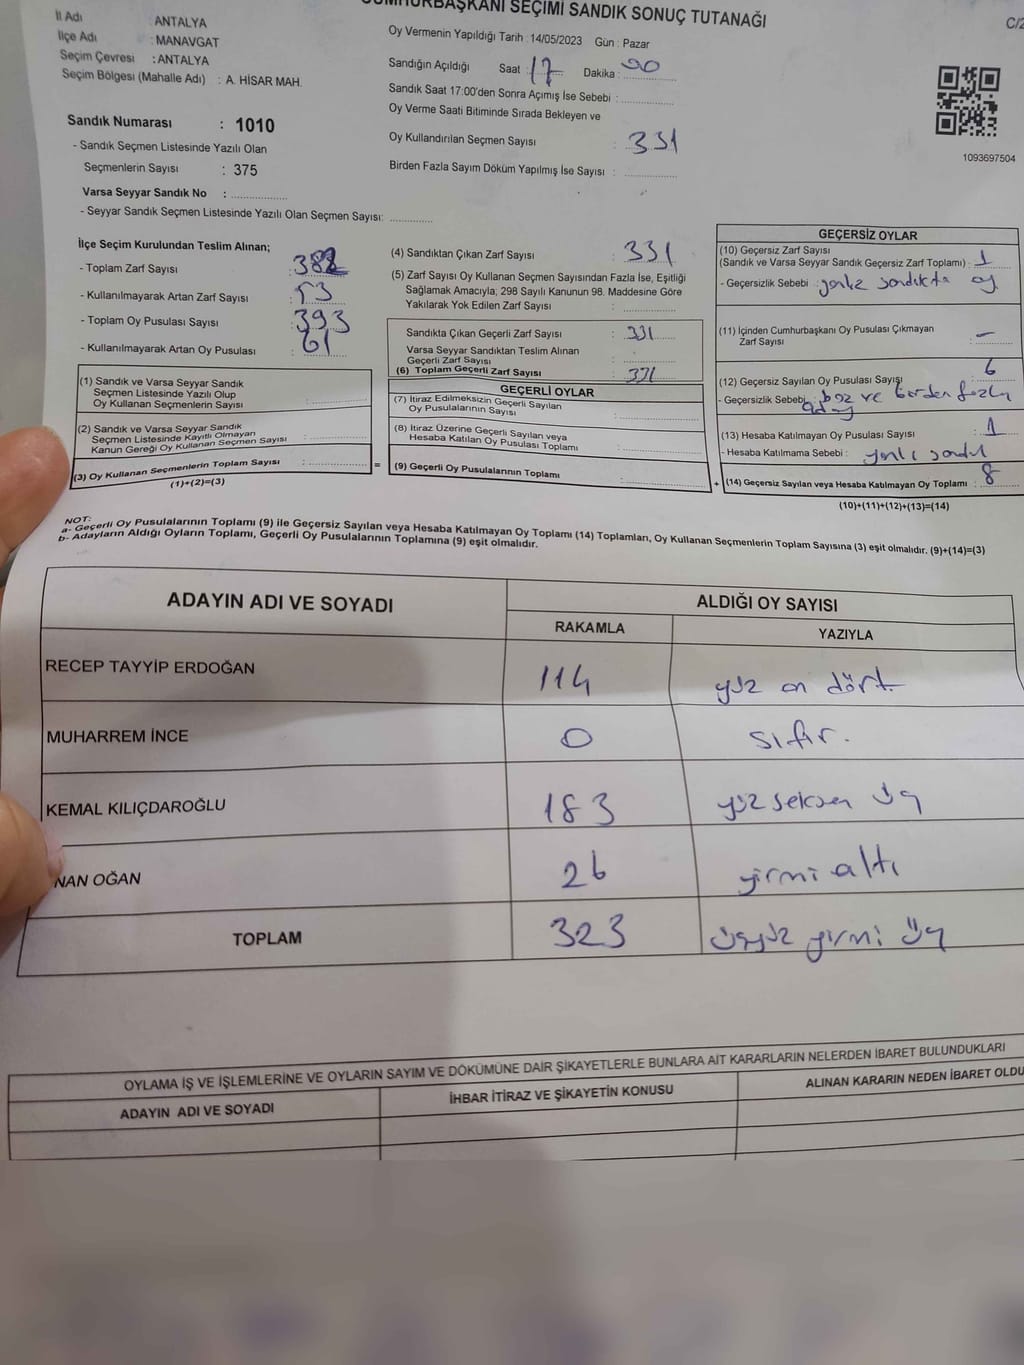 CUMHURBAŞKANI SEÇİMİ SANDIK SONUÇ TUTANAĞI
C/2
İl Adı ANTALYA
İlçe Adı : MANAVGAT
Seçim Çevresi : ANTALYA
Seçim Bölgesi (Mahalle Adı) : A. HİSAR MAH.
Sandık Numarası : 1010
- Sandık Seçmen Listesinde Yazılı Olan
Seçmenlerin Sayısı : 375
Varsa Seyyar Sandık No :
- Seyyar Sandık Seçmen Listesinde Yazılı Olan Seçmen Sayısı:
Oy Vermenin Yapıldığı Tarih : 14/05/2023 Gün : Pazar
Sandığın Açıldığı Saat : 17 Dakika :
Sandık Saat 17:00'den Sonra Açımış İse Sebebi :
Oy Verme Saati Bitiminde Sırada Bekleyen ve
Oy Kullandırılan Seçmen Sayısı : 331
Birden Fazla Sayım Döküm Yapılmış İse Sayısı :
1093697504
İlçe Seçim Kurulundan Teslim Alınan;
- Toplam Zarf Sayısı : 382
- Kullanılmayarak Artan Zarf Sayısı : 53
- Toplam Oy Pusulası Sayısı : 393
- Kullanılmayarak Artan Oy Pusulası : 61
(1) Sandık ve Varsa Seyyar Sandık
Seçmen Listesinde Yazılı Olup
Oy Kullanan Seçmenlerin Sayısı :
(2) Sandık ve Varsa Seyyar Sandık
Seçmen Listesinde Kayıtlı Olmayan
Kanun Gereği Oy Kullanan Seçmen Sayısı :
(3) Oy Kullanan Seçmenlerin Toplam Sayısı :
(1)+(2)=(3)
=
(4) Sandıktan Çıkan Zarf Sayısı : 331
(5) Zarf Sayısı Oy Kullanan Seçmen Sayısından Fazla İse, Eşitliği
Sağlamak Amacıyla; 298 Sayılı Kanunun 98. Maddesine Göre
Yakılarak Yok Edilen Zarf Sayısı :
Sandıkta Çıkan Geçerli Zarf Sayısı : 331
Varsa Seyyar Sandıktan Teslim Alınan
Geçerli Zarf Sayısı :
(6) Toplam Geçerli Zarf Sayısı : 331
GEÇERLİ OYLAR
(7) İtiraz Edilmeksizin Geçerli Sayılan
Oy Pusulalarının Sayısı :
(8) İtiraz Üzerine Geçerli Sayılan veya
Hesaba Katılan Oy Pusulası Toplamı :
(9) Geçerli Oy Pusulalarının Toplamı :
+
GEÇERSİZ OYLAR
(10) Geçersiz Zarf Sayısı
(Sandık ve Varsa Seyyar Sandık Geçersiz Zarf Toplamı) : 1
- Geçersizlik Sebebi : sandıkta oy
(11) İçinden Cumhurbaşkanı Oy Pusulası Çıkmayan
Zarf Sayısı : -
(12) Geçersiz Sayılan Oy Pusulası Sayışı 6
- Geçersizlik Sebebi : boz ve birden fazla
aday
(13) Hesaba Katılmayan Oy Pusulası Sayısı : 1
- Hesaba Katılmama Sebebi :
(14) Geçersiz Sayılan veya Hesaba Katılmayan Oy Toplamı : 8
(10)+(11)+(12)+(13)=(14)
NOT:
a- Geçerli Oy Pusulalarının Toplamı (9) ile Geçersiz Sayılan veya Hesaba Katılmayan Oy Toplamı (14) Toplamları, Oy Kullanan Seçmenlerin Toplam Sayısına (3) eşit olmalıdır. (9)+(14)=(3)
b- Adayların Aldığı Oyların Toplamı, Geçerli Oy Pusulalarının Toplamına (9) eşit olmalıdır.
ADAYIN ADI VE SOYADI ALDIĞI OY SAYISI
RAKAMLA YAZIYLA
RECEP TAYYİP ERDOĞAN 114 yüz on dört
MUHARREM İNCE 0 sıfır.
KEMAL KILIÇDAROĞLU 183 yüz seksen üç
NAN OĞAN 26 yirmi altı
TOPLAM 323 üçyüz yirmi üç
OYLAMA İŞ VE İŞLEMLERİNE VE OYLARIN SAYIM VE DÖKÜMÜNE DAİR ŞİKAYETLERLE BUNLARA AİT KARARLARIN NELERDEN İBARET BULUNDUKLARI
ADAYIN ADI VE SOYADI İHBAR İTİRAZ VE ŞİKAYETİN KONUSU ALINAN KARARIN NEDEN İBARET OLDU